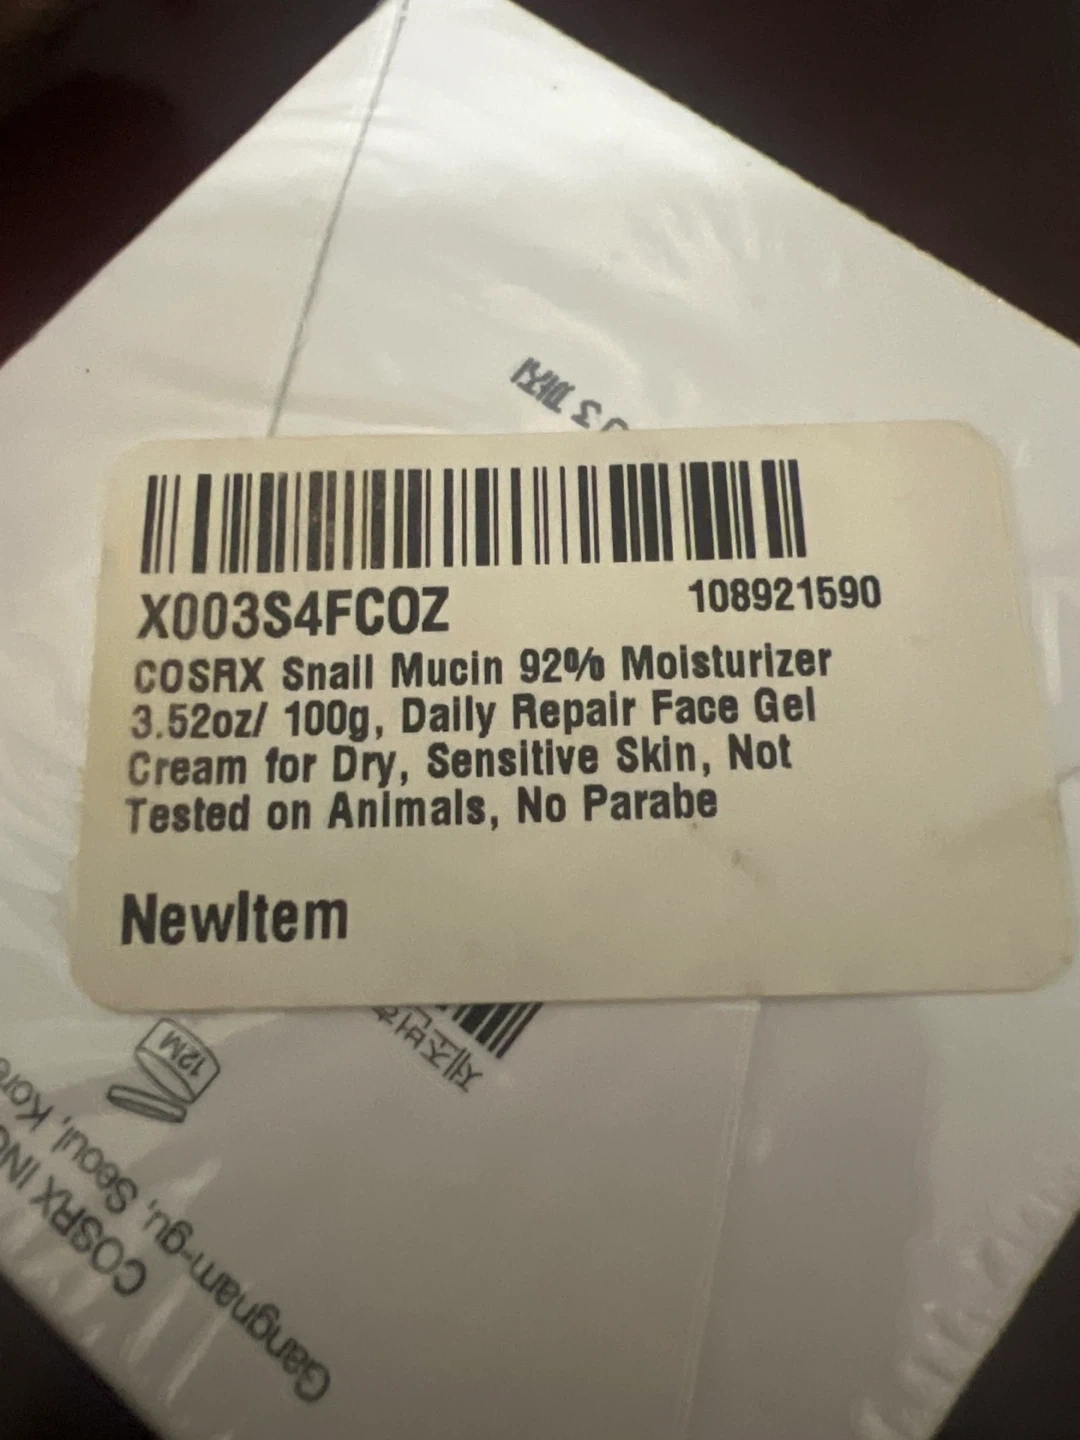 X003S4FCOZ
108921590
COSRX Snail Mucin 92% Moisturizer
3.52oz/ 100g, Daily Repair Face Gel
Cream for Dry, Sensitive Skin, Not
Tested on Animals, No Parabe
NewItem
12M
COSRX INC
Gangnam-gu, Seoul, Kore